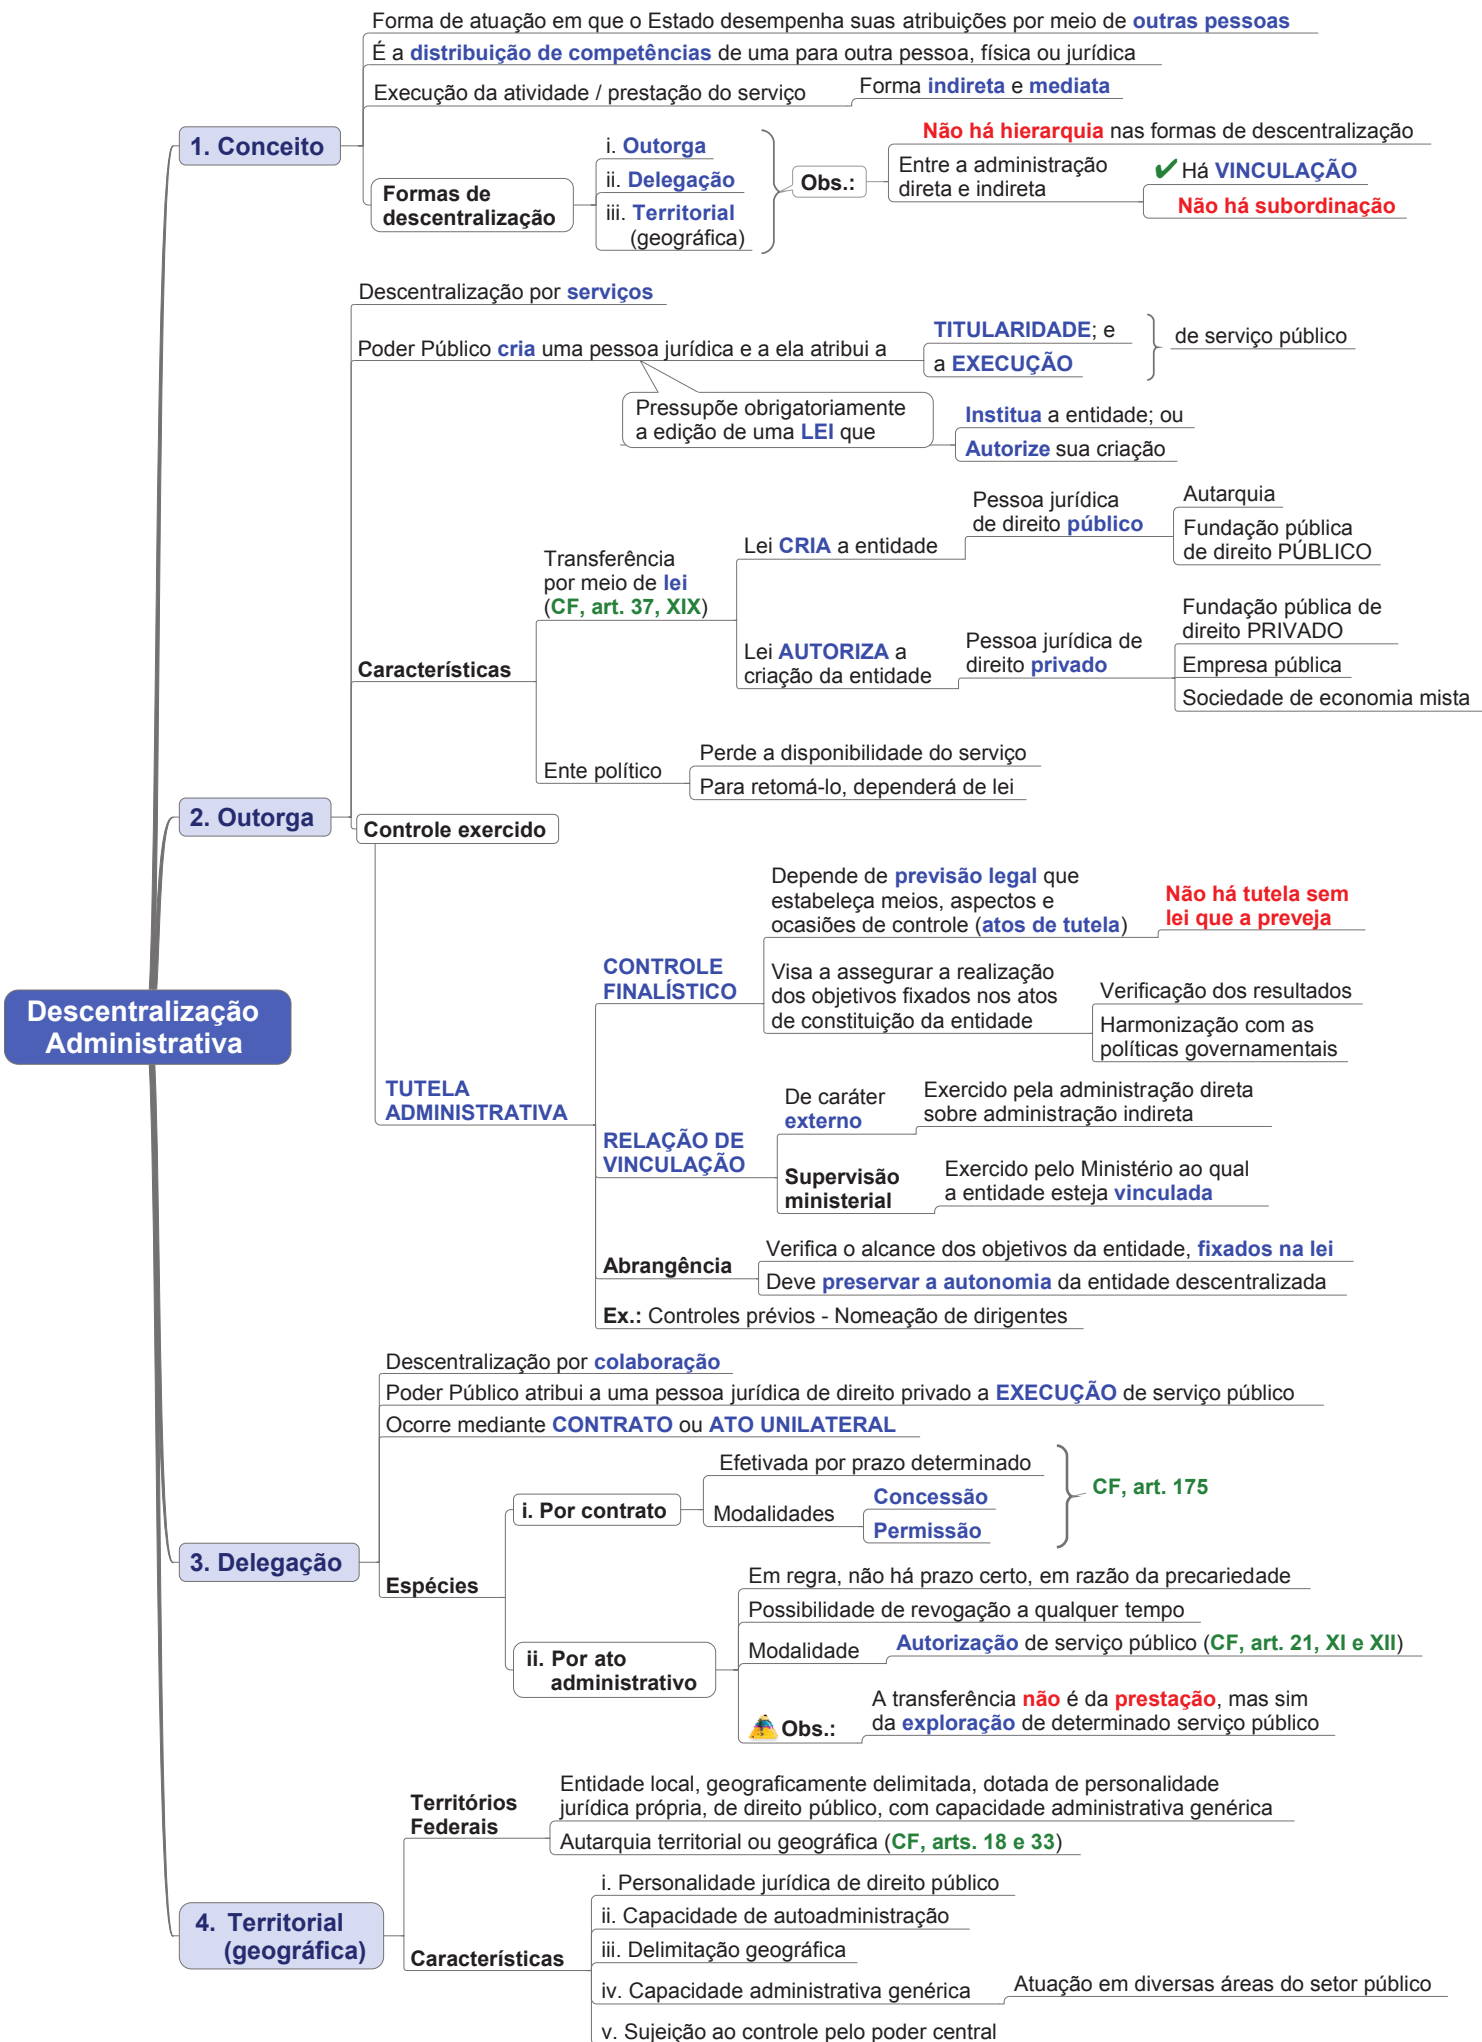 Descentralização
Administrativa
1. Conceito
Forma de atuação em que o Estado desempenha suas atribuições por meio de outras pessoas
É a distribuição de competências de uma para outra pessoa, física ou jurídica
Execução da atividade / prestação do serviço
Forma indireta e mediata
Formas de
descentralização
i. Outorga
ii. Delegação
iii. Territorial
(geográfica)
Obs.:
Não há hierarquia nas formas de descentralização
Entre a administração
direta e indireta
✔ Há VINCULAÇÃO
Não há subordinação
2. Outorga
Descentralização por serviços
Poder Público cria uma pessoa jurídica e a ela atribui a
TITULARIDADE; e
a EXECUÇÃO
de serviço público
Pressupõe obrigatoriamente
a edição de uma LEI que
Institua a entidade; ou
Autorize sua criação
Características
Transferência
por meio de lei
(CF, art. 37, XIX)
Lei CRIA a entidade
Pessoa jurídica
de direito público
Autarquia
Fundação pública
de direito PÚBLICO
Lei AUTORIZA a
criação da entidade
Pessoa jurídica de
direito privado
Fundação pública de
direito PRIVADO
Empresa pública
Sociedade de economia mista
Ente político
Perde a disponibilidade do serviço
Para retomá-lo, dependerá de lei
Controle exercido
TUTELA
ADMINISTRATIVA
CONTROLE
FINALÍSTICO
Depende de previsão legal que
estabeleça meios, aspectos e
ocasiões de controle (atos de tutela)
Não há tutela sem
lei que a preveja
Visa a assegurar a realização
dos objetivos fixados nos atos
de constituição da entidade
Verificação dos resultados
Harmonização com as
políticas governamentais
RELAÇÃO DE
VINCULAÇÃO
De caráter
externo
Exercido pela administração direta
sobre administração indireta
Supervisão
ministerial
Exercido pelo Ministério ao qual
a entidade esteja vinculada
Abrangência
Verifica o alcance dos objetivos da entidade, fixados na lei
Deve preservar a autonomia da entidade descentralizada
Ex.: Controles prévios - Nomeação de dirigentes
3. Delegação
Descentralização por colaboração
Poder Público atribui a uma pessoa jurídica de direito privado a EXECUÇÃO de serviço público
Ocorre mediante CONTRATO ou ATO UNILATERAL
Espécies
i. Por contrato
Efetivada por prazo determinado
Modalidades
Concessão
Permissão
CF, art. 175
ii. Por ato
administrativo
Em regra, não há prazo certo, em razão da precariedade
Possibilidade de revogação a qualquer tempo
Modalidade
Autorização de serviço público (CF, art. 21, XI e XII)
Obs.:
A transferência não é da prestação, mas sim
da exploração de determinado serviço público
4. Territorial
(geográfica)
Territórios
Federais
Entidade local, geograficamente delimitada, dotada de personalidade
jurídica própria, de direito público, com capacidade administrativa genérica
Autarquia territorial ou geográfica (CF, arts. 18 e 33)
Características
i. Personalidade jurídica de direito público
ii. Capacidade de autoadministração
iii. Delimitação geográfica
iv. Capacidade administrativa genérica
Atuação em diversas áreas do setor público
v. Sujeição ao controle pelo poder central